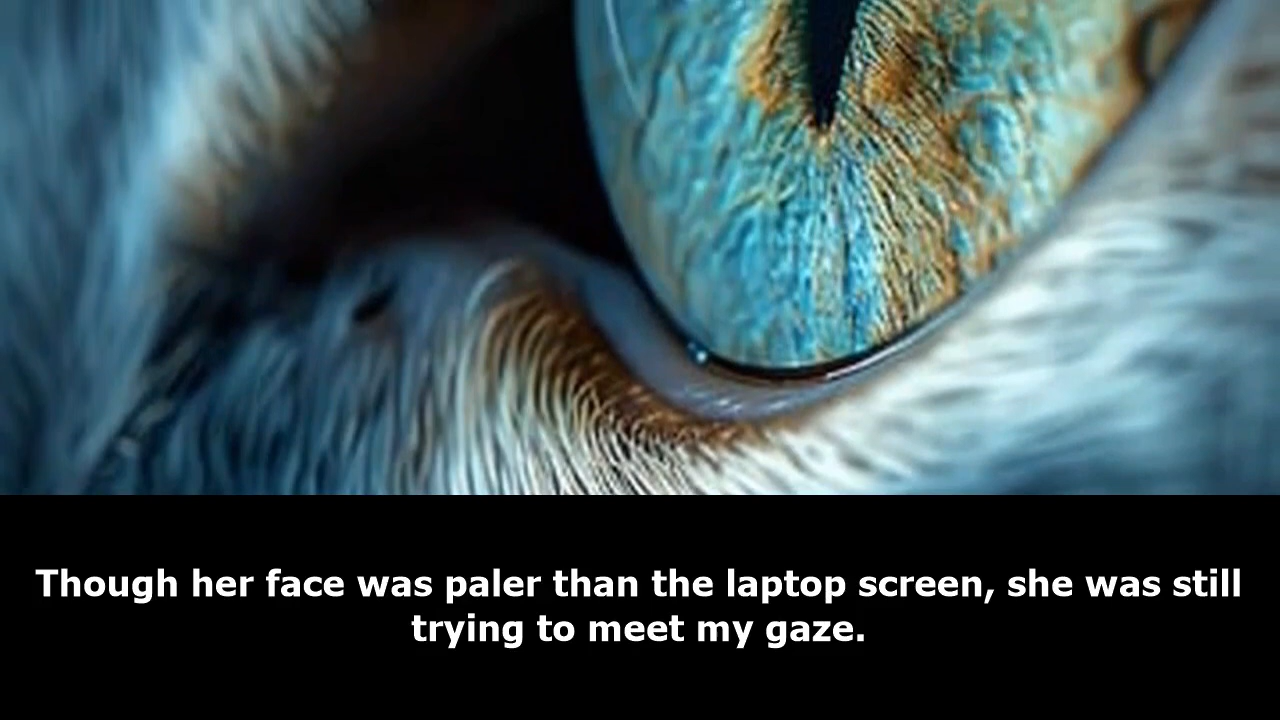 Though her face was paler than the laptop screen, she was still
trying to meet my gaze.